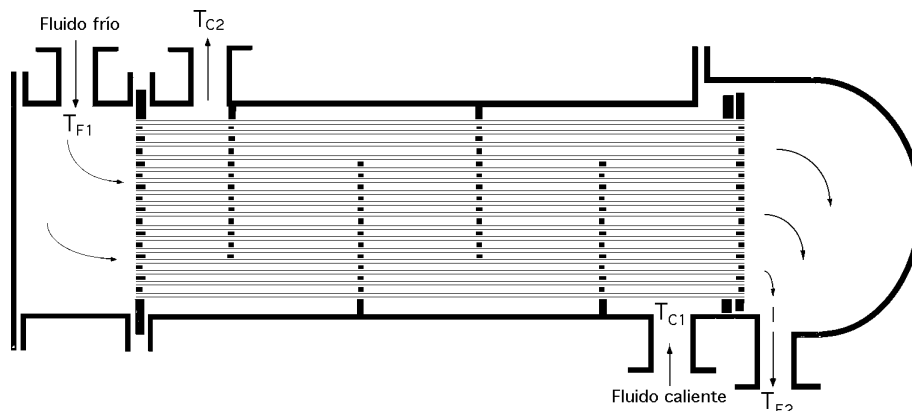 Fluido frío
T_C2
T_F1
T_C1
Fluido caliente
T_F2